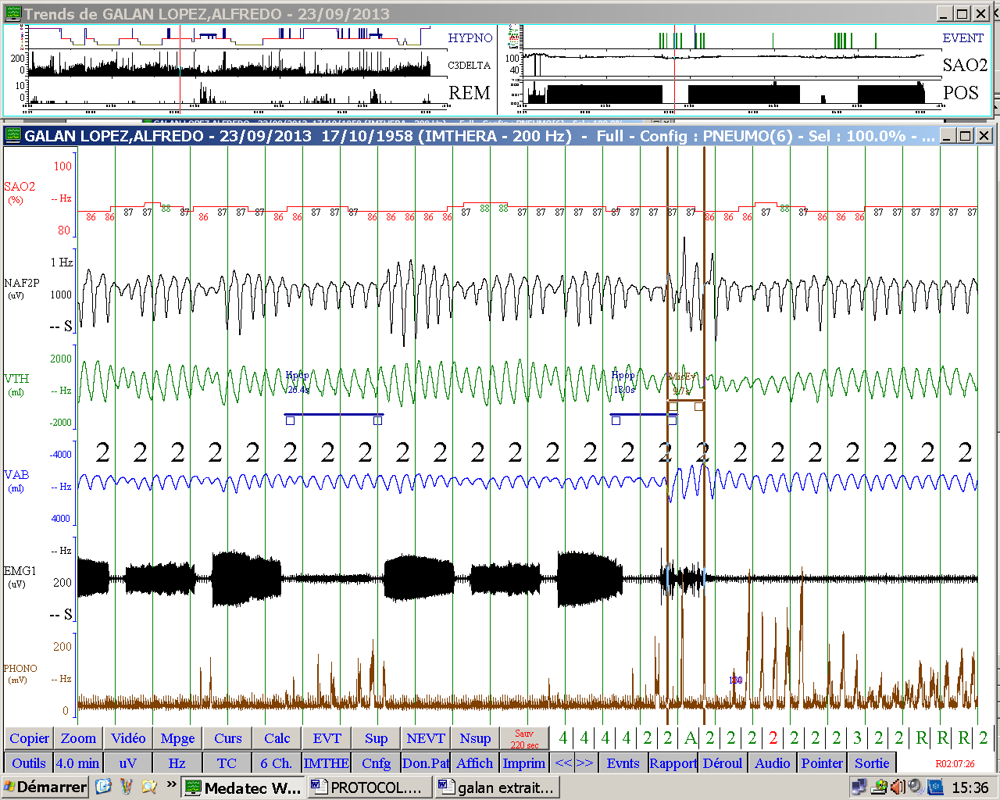 Trends de GALAN LOPEZ,ALFREDO - 23/09/2013
HYPNO
200
0
C3DELTA
10
0
REM
EVENT
100
40
SAO2
POS
GALAN LOPEZ,ALFREDO - 23/09/2013 17/10/1958 (IMTHERA - 200 Hz) - Full - Config : PNEUMO(6) - Sel : 100.0% - ...
100
SAO2
(%)
-- Hz
80
86 86 87 87 88 87 86 87 87 86 86 87 87 86 86 86 86 86 87 88 88 87 87 87 87 87 87 87 87 87 86 86 86 87 88 87 86 86 86 87 87 87 87 87 87
1 Hz
NAF2P
(uV)
1000
-- S
2000
VTH
(ml)
-- Hz
-2000
Hpop
26.4s
Hpop
18.0s
MicEv
9.7s
2 2 2 2 2 2 2 2 2 2 2 2 2 2 2 2 2 2 2 2 2 2 2 2
-4000
VAB
(ml)
-- Hz
4000
-- Hz
EMG1
(uV)
200
-- S
200
PHONO
(mV)
-- Hz
0
Copier Zoom Vidéo Mpge Curs Calc EVT Sup NEVT Nsup Sauv 220 sec 4 4 4 4 2 2 A 2 2 2 2 2 2 3 2 2 R R R 2
Outils 4.0 min uV Hz TC 6 Ch. IMTHE Cnfg Don.Pat Affich Imprim << >> Evnts Rapport Déroul Audio Pointer Sortie R02:07:26
Démarrer » Medatec W... PROTOCOL.... galan extrait... 15:36